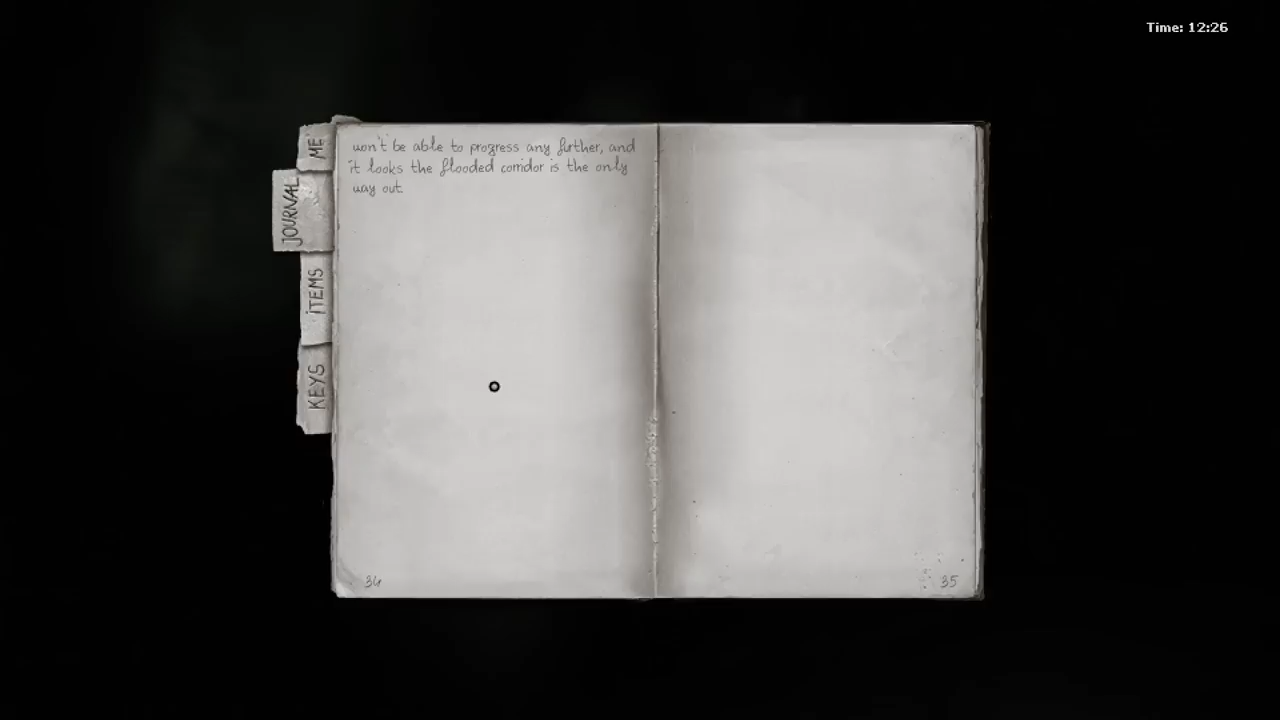 Time: 12:26
ME
JOURNAL
ITEMS
KEYS
won't be able to progress any further, and
it looks the flooded corridor is the only
way out.
34
35